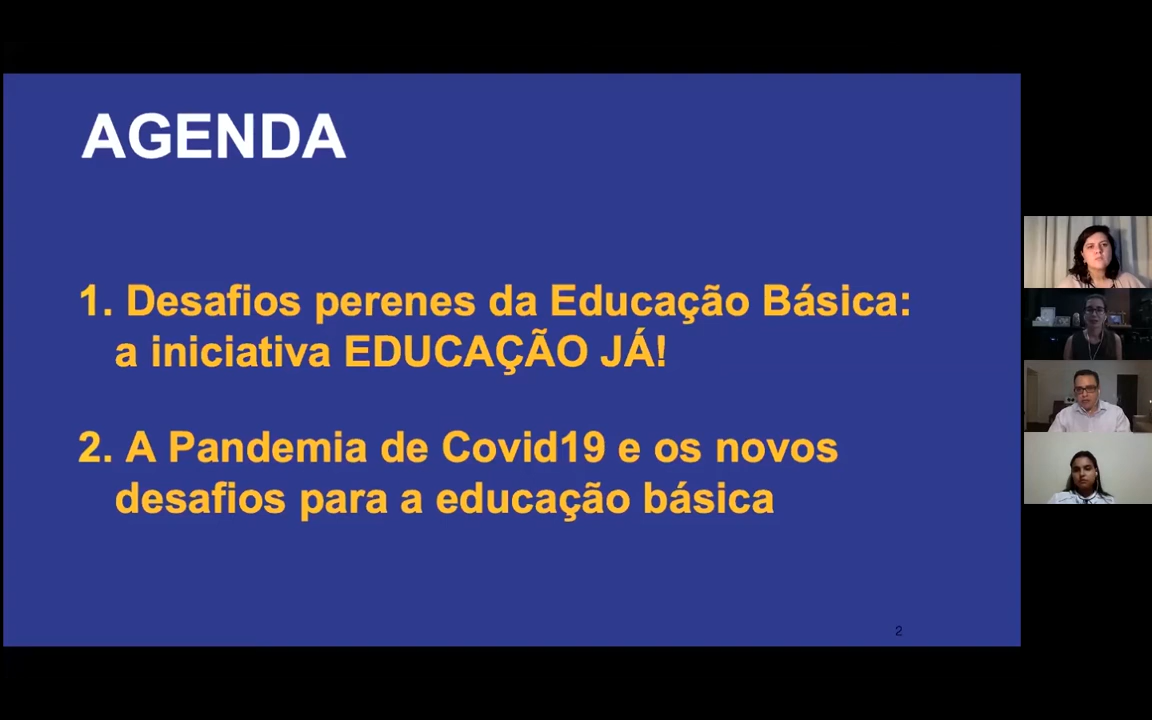 AGENDA
1. Desafios perenes da Educação Básica:
a iniciativa EDUCAÇÃO JÁ!
2. A Pandemia de Covid19 e os novos
desafios para a educação básica
2